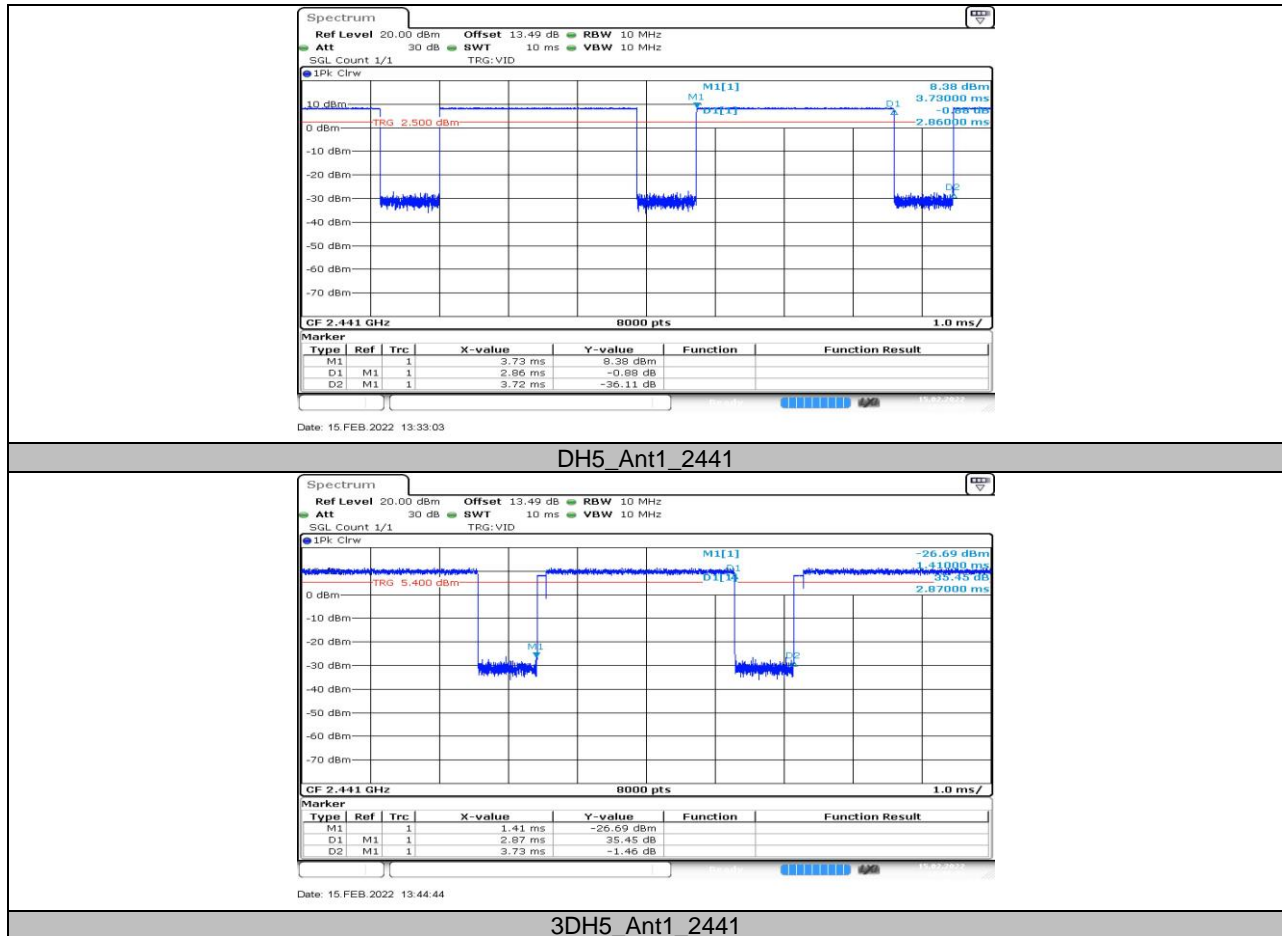 Spectrum
Ref Level 20.00 dBm Offset 13.49 dB RBW 10 MHz
Att 30 dB SWT 10 ms VBW 10 MHz
SGL Count 1/1 TRG:VID
1Pk Clrw
M1[1] 8.38 dBm
M1 3.73000 ms
10 dBm D1
D1[1]
TRG 2.500 dBm 2.86000 ms
0 dBm
-10 dBm
-20 dBm
D2
-30 dBm
-40 dBm
-50 dBm
-60 dBm
-70 dBm
CF 2.441 GHz 8000 pts 1.0 ms/
Marker
Type Ref Trc X-value Y-value Function Function Result
M1 1 3.73 ms 8.38 dBm
D1 M1 1 2.86 ms -0.88 dB
D2 M1 1 3.72 ms -36.11 dB
Date: 15.FEB.2022 13:33:03
DH5_Ant1_2441
Spectrum
Ref Level 20.00 dBm Offset 13.49 dB RBW 10 MHz
Att 30 dB SWT 10 ms VBW 10 MHz
SGL Count 1/1 TRG:VID
1Pk Clrw
M1[1] -26.69 dBm
D1 1.41000 ms
TRG 5.400 dBm 35.45 dB
2.87000 ms
0 dBm
-10 dBm
-20 dBm
M1
D2
-30 dBm
-40 dBm
-50 dBm
-60 dBm
-70 dBm
CF 2.441 GHz 8000 pts 1.0 ms/
Marker
Type Ref Trc X-value Y-value Function Function Result
M1 1 1.41 ms -26.69 dBm
D1 M1 1 2.87 ms 35.45 dB
D2 M1 1 3.73 ms -1.46 dB
Date: 15.FEB.2022 13:44:44
3DH5_Ant1_2441